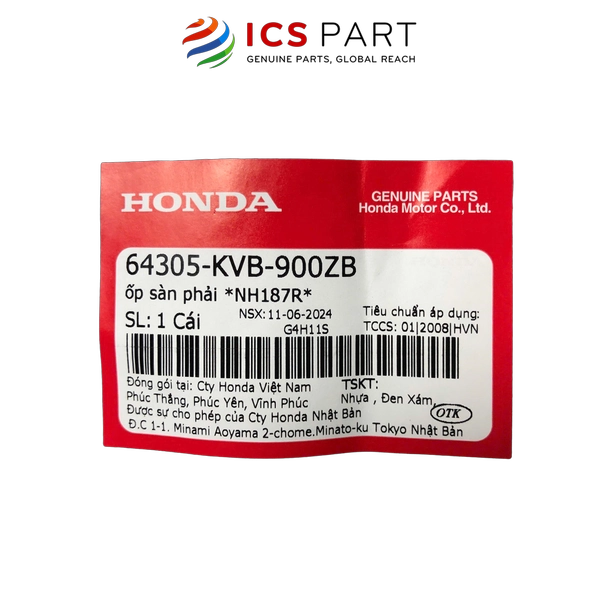 ICS PART
GENUINE PARTS, GLOBAL REACH
HONDA
GENUINE PARTS
Honda Motor Co., Ltd.
64305-KVB-900ZB
ốp sàn phải *NH187R*
SL: 1 Cái
NSX: 11-06-2024
G4H11S
Tiêu chuẩn áp dụng:
TCCS: 01|2008|HVN
Đóng gói tại: Cty Honda Việt Nam
Phúc Thắng, Phúc Yên, Vĩnh Phúc
Được sự cho phép của Cty Honda Nhật Bản
Đ.C 1-1. Minami Aoyama 2-chome.Minato-ku Tokyo Nhật Bản
TSKT:
Nhựa , Đen Xám,
OTK